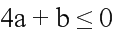 4a + b ≤ 0